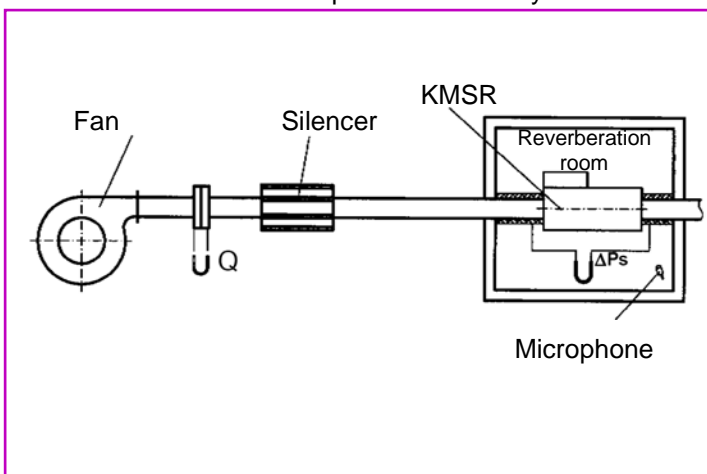 KMSR
Fan
Silencer
Reverberation
room
Q
ΔPs
Microphone